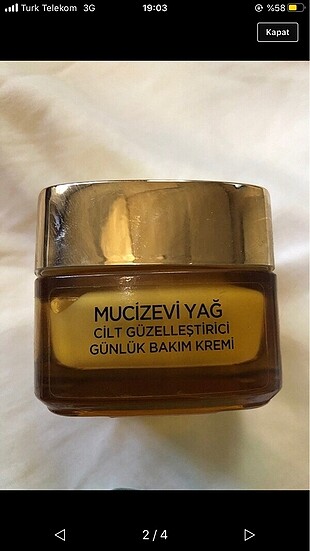 Turk Telekom 3G
19:03
%58
Kapat
MUCİZEVİ YAĞ
CİLT GÜZELLEŞTİRİCİ
GÜNLÜK BAKIM KREMİ
2 / 4